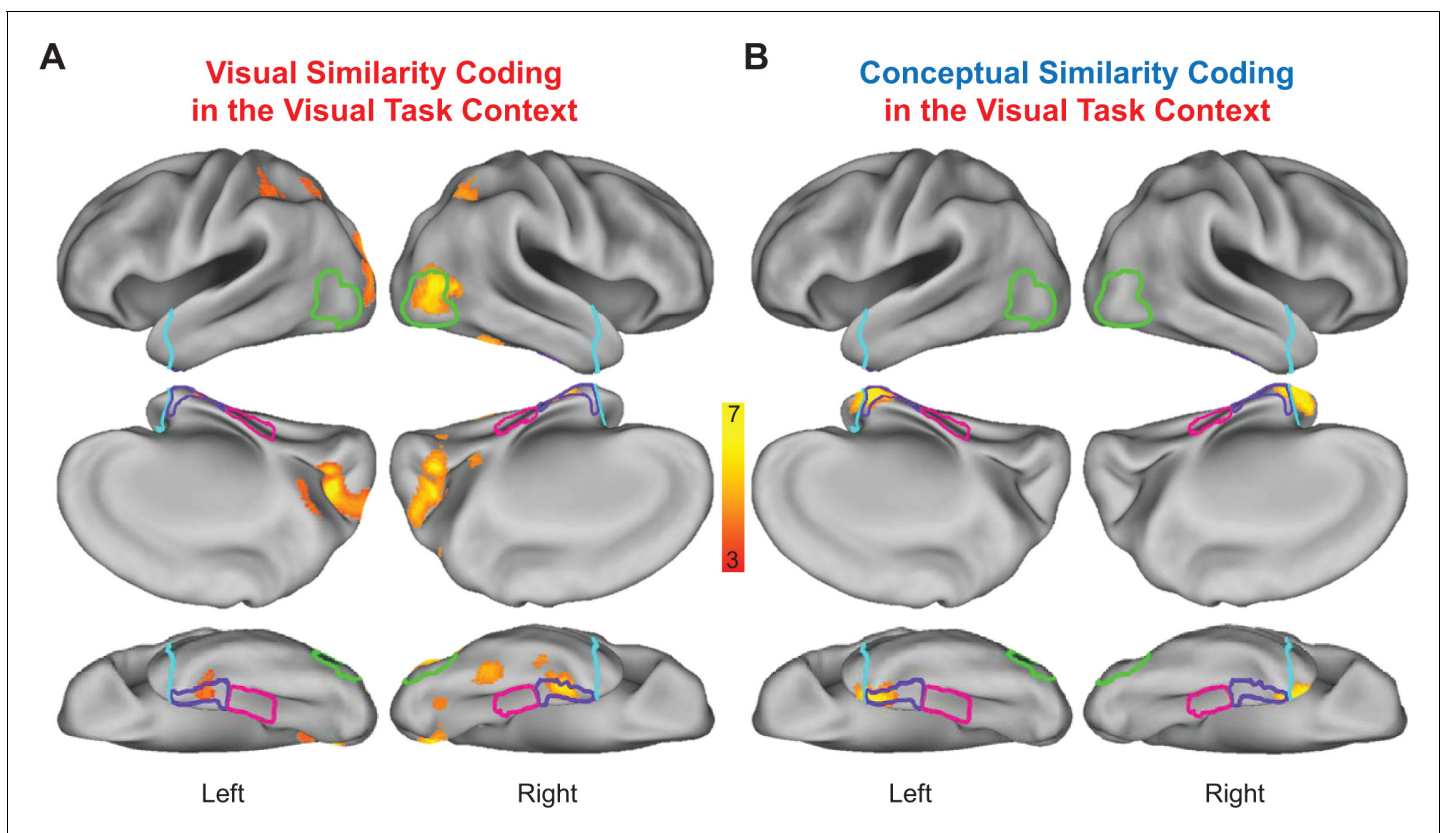 A
Visual Similarity Coding
in the Visual Task Context
B
Conceptual Similarity Coding
in the Visual Task Context
7
3
Left
Right
Left
Right